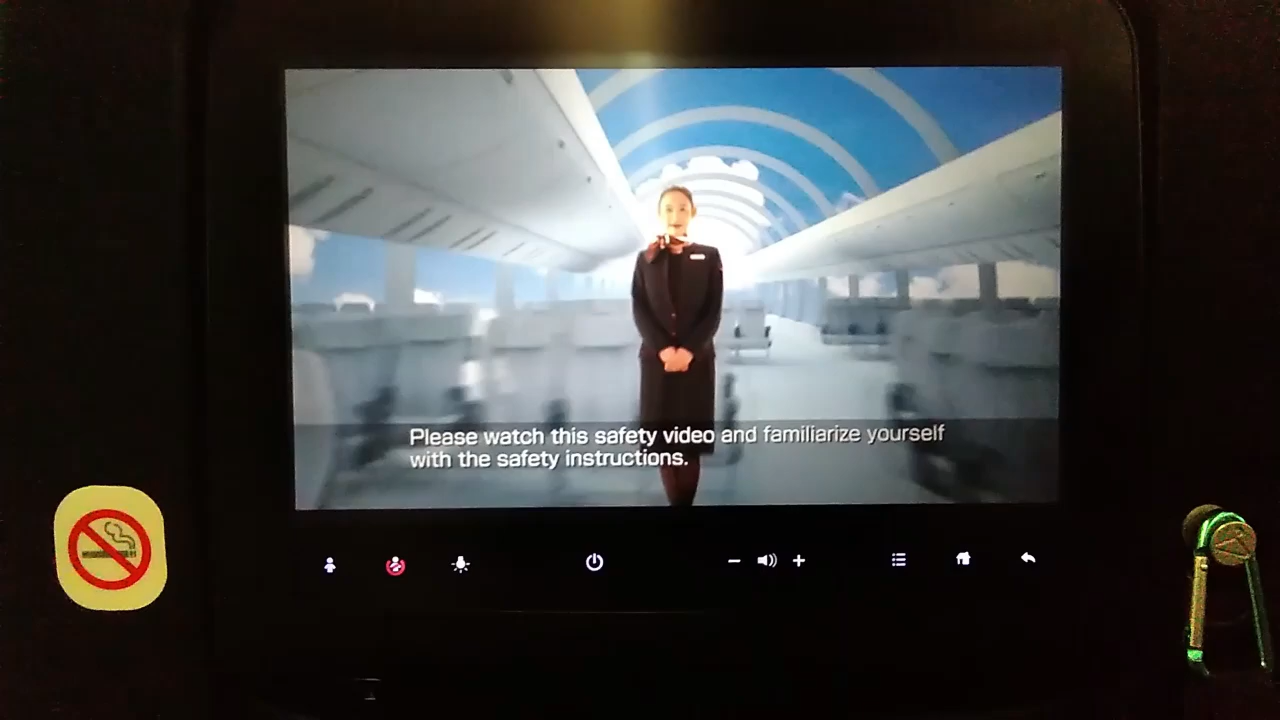 Please watch this safety video and familiarize yourself
with the safety instructions.